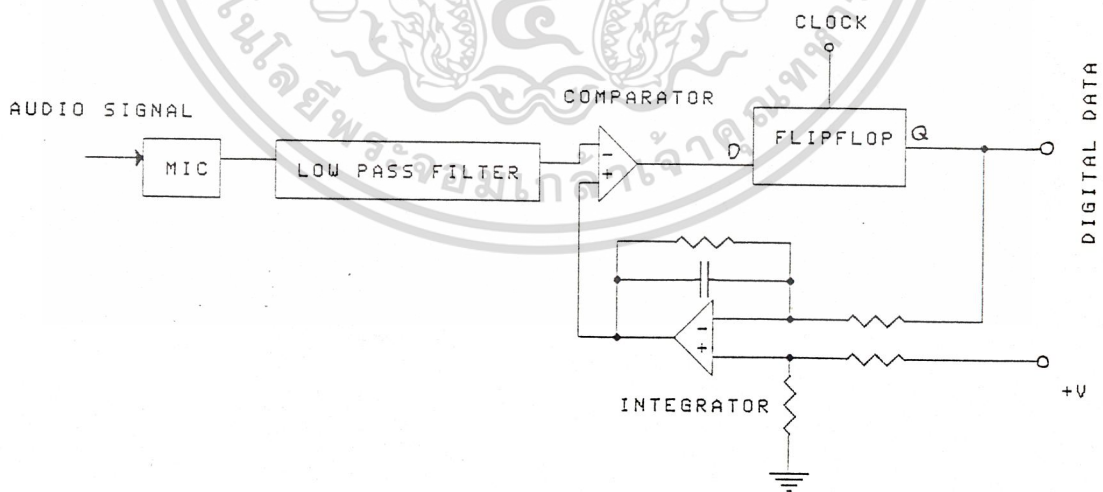 CLOCK
AUDIO SIGNAL
COMPARATOR
DIGITAL DATA
MIC
LOW PASS FILTER
-
+
D
FLIPFLOP
Q
-
+
INTEGRATOR
+V